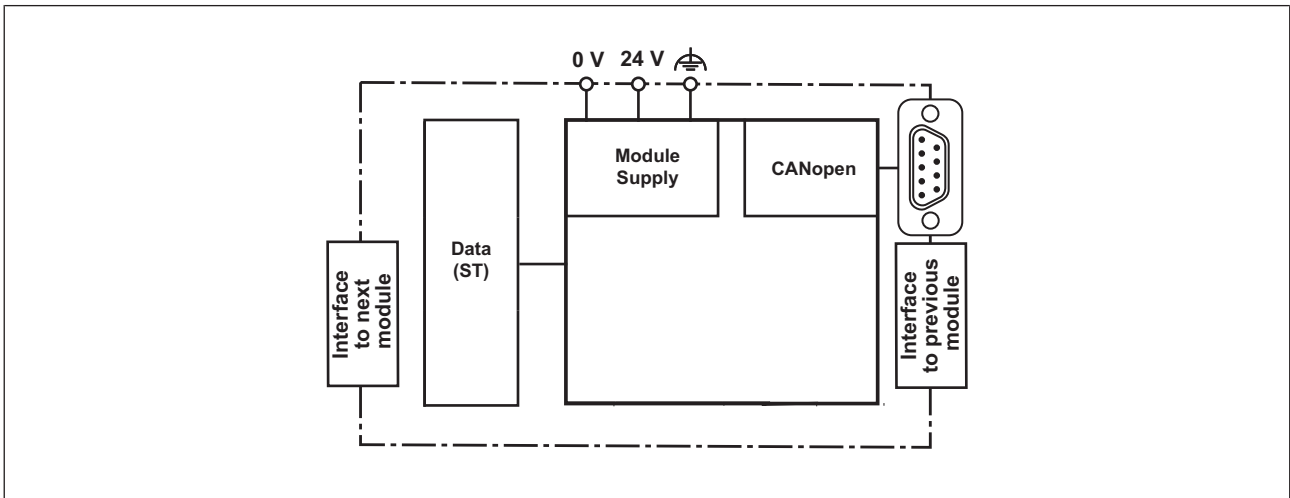 0 V 24 V
Module
Supply
CANopen
Data
(ST)
Interface
to next
module
Interface
to previous
module